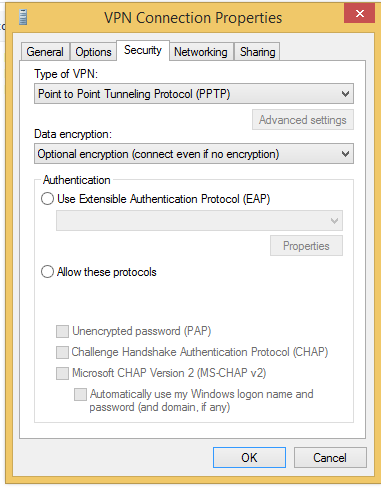 VPN Connection Properties
General Options Security Networking Sharing
Type of VPN:
Point to Point Tunneling Protocol (PPTP)
Advanced settings
Data encryption:
Optional encryption (connect even if no encryption)
Authentication
Use Extensible Authentication Protocol (EAP)
Properties
Allow these protocols
Unencrypted password (PAP)
Challenge Handshake Authentication Protocol (CHAP)
Microsoft CHAP Version 2 (MS-CHAP v2)
Automatically use my Windows logon name and
password (and domain, if any)
OK Cancel